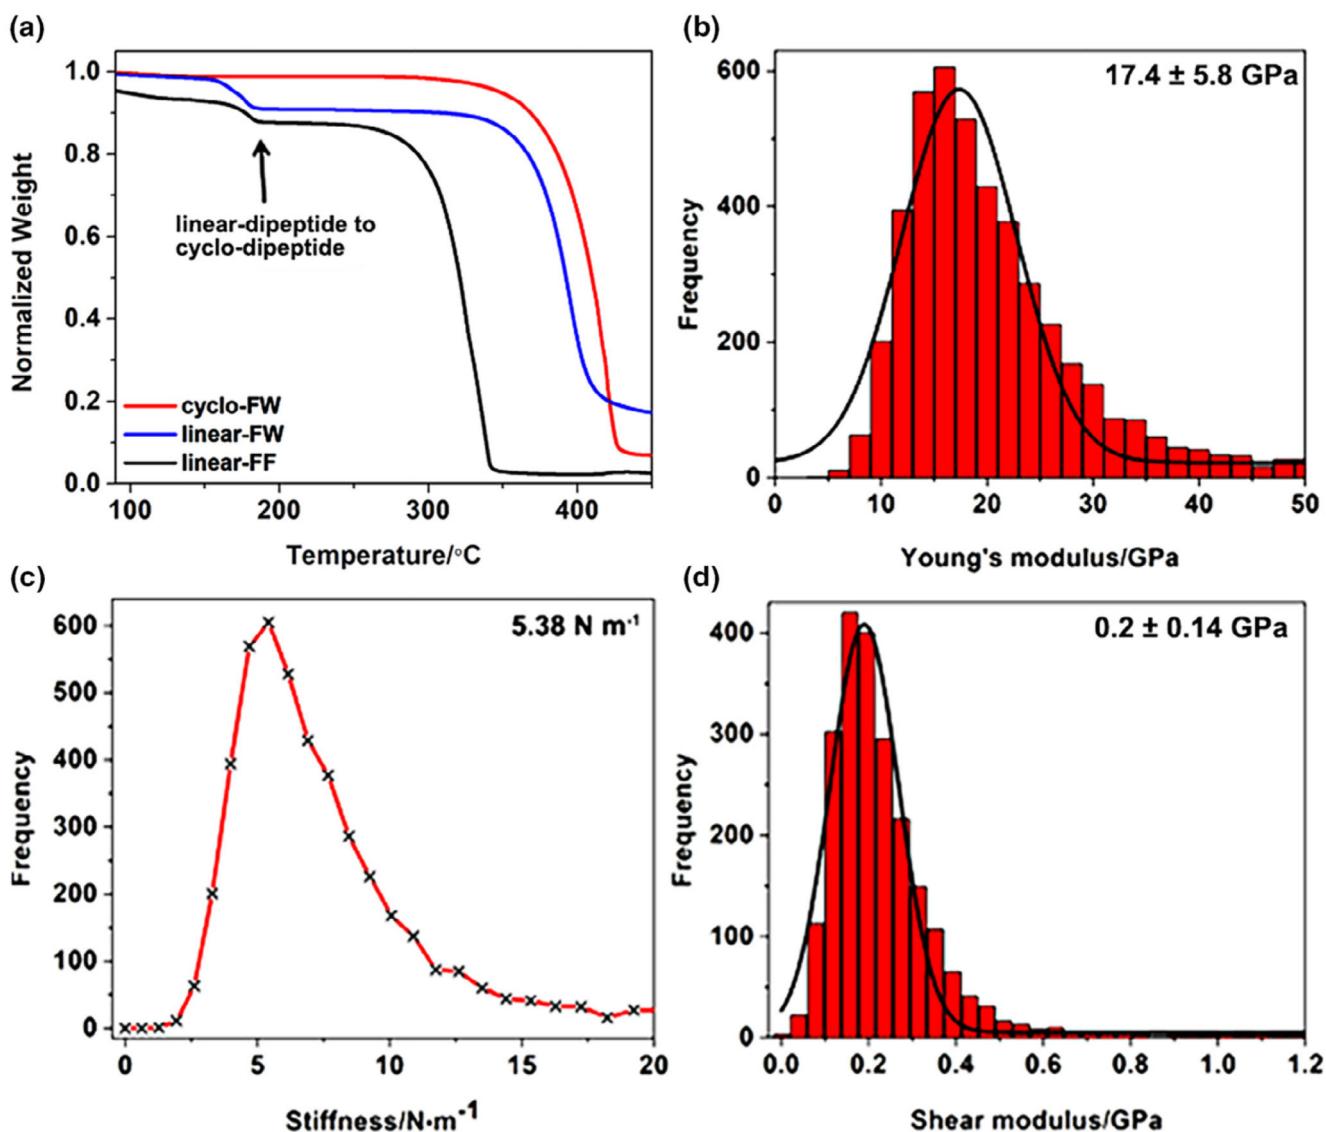 (a)
1.0
0.8
0.6
0.4
0.2
0.0
Normalized Weight
linear-dipeptide to
cyclo-dipeptide
cyclo-FW
linear-FW
linear-FF
100 200 300 400
Temperature/°C
(b)
17.4 ± 5.8 GPa
600
400
200
0
Frequency
0 10 20 30 40 50
Young's modulus/GPa
(c)
5.38 N m⁻¹
600
500
400
300
200
100
0
Frequency
0 5 10 15 20
Stiffness/N·m⁻¹
(d)
0.2 ± 0.14 GPa
400
300
200
100
0
Frequency
0.0 0.2 0.4 0.6 0.8 1.0 1.2
Shear modulus/GPa